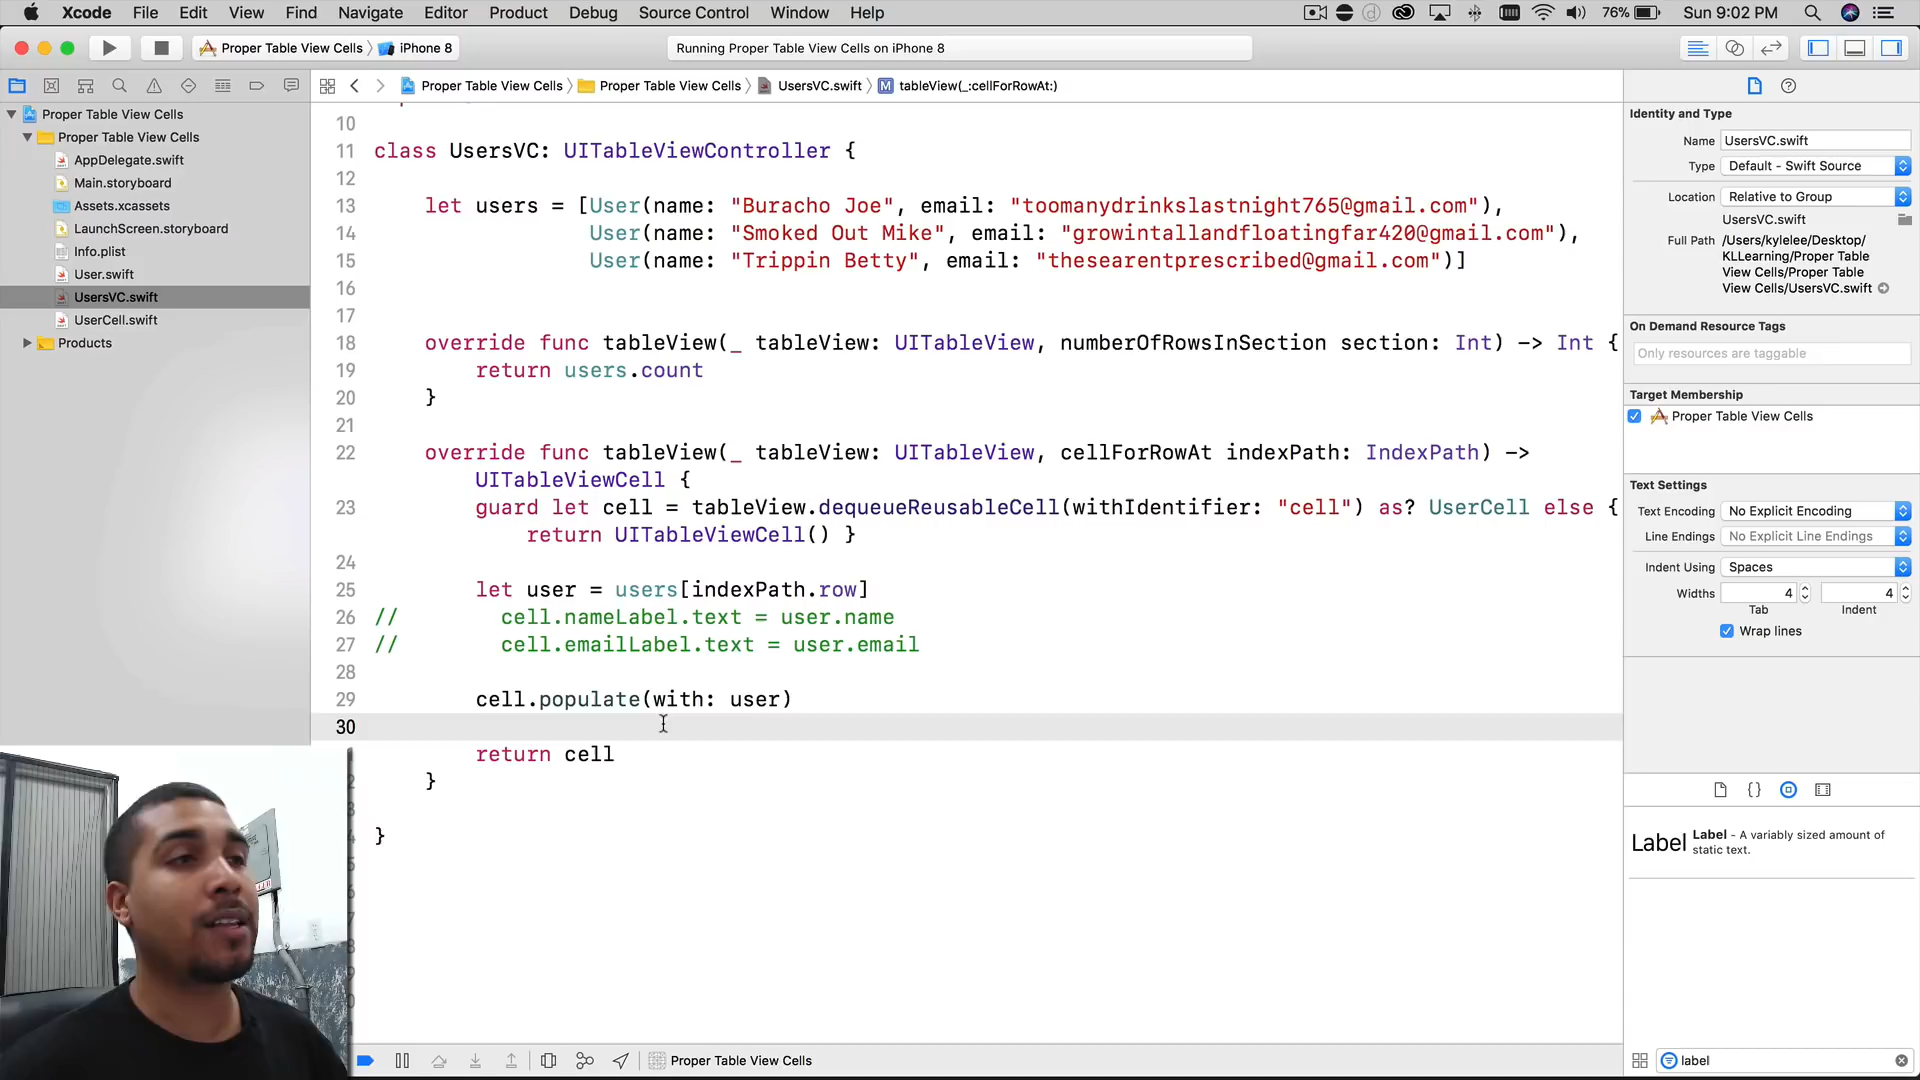 Xcode File Edit View Find Navigate Editor Product Debug Source Control Window Help 76% Sun 9:02 PM
Proper Table View Cells iPhone 8 Running Proper Table View Cells on iPhone 8
Proper Table View Cells Proper Table View Cells UsersVC.swift M tableView(_:cellForRowAt:)
Proper Table View Cells
Proper Table View Cells
AppDelegate.swift
Main.storyboard
Assets.xcassets
LaunchScreen.storyboard
Info.plist
User.swift
UsersVC.swift
UserCell.swift
Products
10
11 class UsersVC: UITableViewController {
12
13 let users = [User(name: "Buracho Joe", email: "toomanydrinkslastnight765@gmail.com"),
14 User(name: "Smoked Out Mike", email: "growintallandfloatingfar420@gmail.com"),
15 User(name: "Trippin Betty", email: "thesearentprescribed@gmail.com")]
16
17
18 override func tableView(_ tableView: UITableView, numberOfRowsInSection section: Int) -> Int {
19 return users.count
20 }
21
22 override func tableView(_ tableView: UITableView, cellForRowAt indexPath: IndexPath) ->
UITableViewCell {
23 guard let cell = tableView.dequeueReusableCell(withIdentifier: "cell") as? UserCell else {
return UITableViewCell() }
24
25 let user = users[indexPath.row]
26 // cell.nameLabel.text = user.name
27 // cell.emailLabel.text = user.email
28
29 cell.populate(with: user)
30
return cell
}
}
Identity and Type
Name UsersVC.swift
Type Default - Swift Source
Location Relative to Group
UsersVC.swift
Full Path /Users/kylelee/Desktop/
KLLearning/Proper Table
View Cells/Proper Table
View Cells/UsersVC.swift
On Demand Resource Tags
Only resources are taggable
Target Membership
Proper Table View Cells
Text Settings
Text Encoding No Explicit Encoding
Line Endings No Explicit Line Endings
Indent Using Spaces
Widths 4 4
Tab Indent
Wrap lines
Label Label - A variably sized amount of
static text.
Proper Table View Cells
label